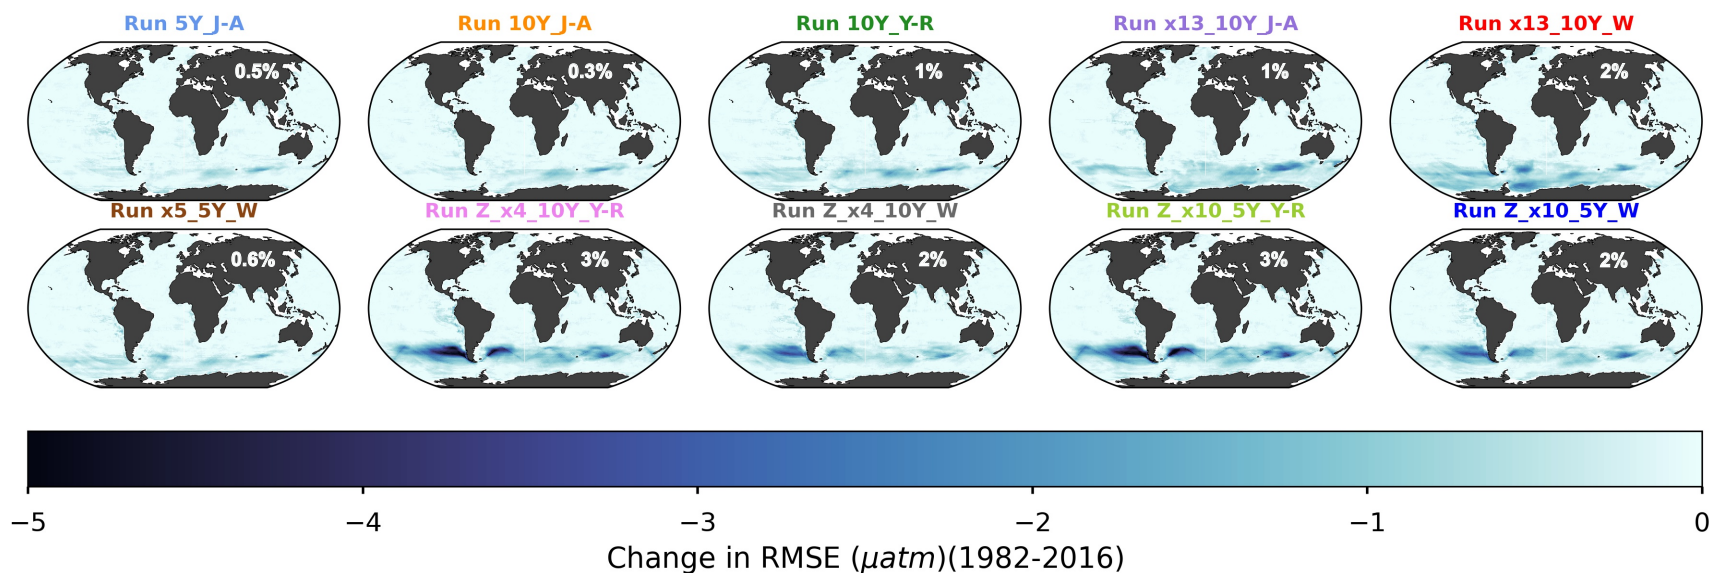 Run 5Y_J-A
Run 10Y_J-A
Run 10Y_Y-R
Run x13_10Y_J-A
Run x13_10Y_W
0.5%
0.3%
1%
1%
2%
Run x5_5Y_W
Run Z_x4_10Y_Y-R
Run Z_x4_10Y_W
Run Z_x10_5Y_Y-R
Run Z_x10_5Y_W
0.6%
3%
2%
3%
2%
−5
−4
−3
−2
−1
0
Change in RMSE (μatm)(1982-2016)